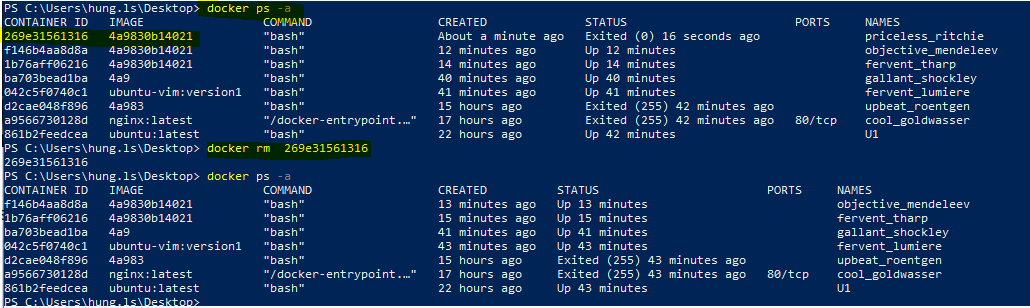 PS C:\Users\hung.ls\Desktop> docker ps -a
CONTAINER ID   IMAGE                 COMMAND                  CREATED              STATUS                        PORTS     NAMES
269e31561316   4a9830b14021          "bash"                   About a minute ago   Exited (0) 16 seconds ago               priceless_ritchie
f146b4aa8d8a   4a9830b14021          "bash"                   12 minutes ago       Up 12 minutes                           objective_mendeleev
1b76aff06216   4a9830b14021          "bash"                   14 minutes ago       Up 14 minutes                           fervent_tharp
ba703bead1ba   4a9                   "bash"                   40 minutes ago       Up 40 minutes                           gallant_shockley
042c5f0740c1   ubuntu-vim:version1   "bash"                   41 minutes ago       Up 41 minutes                           fervent_lumiere
d2cae048f896   4a983                 "bash"                   15 hours ago         Exited (255) 42 minutes ago             upbeat_roentgen
a9566730128d   nginx:latest          "/docker-entrypoint.…"   17 hours ago         Exited (255) 42 minutes ago   80/tcp    cool_goldwasser
861b2feedcea   ubuntu:latest         "bash"                   22 hours ago         Up 42 minutes                           U1
PS C:\Users\hung.ls\Desktop> docker rm  269e31561316
269e31561316
PS C:\Users\hung.ls\Desktop> docker ps -a
CONTAINER ID   IMAGE                 COMMAND                  CREATED          STATUS                        PORTS     NAMES
f146b4aa8d8a   4a9830b14021          "bash"                   13 minutes ago   Up 13 minutes                           objective_mendeleev
1b76aff06216   4a9830b14021          "bash"                   15 minutes ago   Up 15 minutes                           fervent_tharp
ba703bead1ba   4a9                   "bash"                   41 minutes ago   Up 41 minutes                           gallant_shockley
042c5f0740c1   ubuntu-vim:version1   "bash"                   43 minutes ago   Up 43 minutes                           fervent_lumiere
d2cae048f896   4a983                 "bash"                   15 hours ago     Exited (255) 43 minutes ago             upbeat_roentgen
a9566730128d   nginx:latest          "/docker-entrypoint.…"   17 hours ago     Exited (255) 43 minutes ago   80/tcp    cool_goldwasser
861b2feedcea   ubuntu:latest         "bash"                   22 hours ago     Up 43 minutes                           U1
PS C:\Users\hung.ls\Desktop>